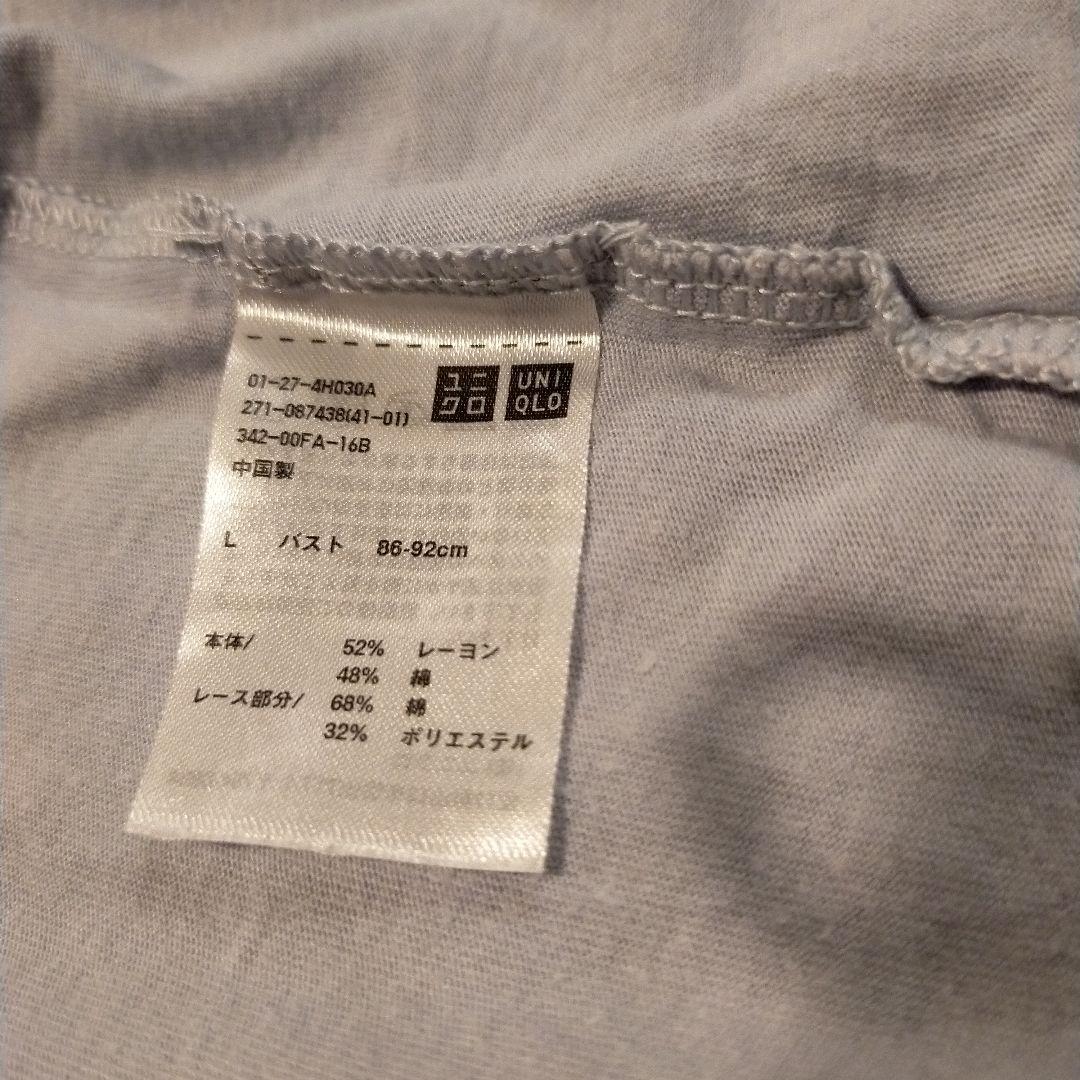 01-27-4H030A
271-087438(41-01)
342-00FA-16B
中国製
ユニ
クロ
UNI
QLO
L バスト 86-92cm
本体/ 52% レーヨン
48% 綿
レース部分/ 68% 綿
32% ポリエステル